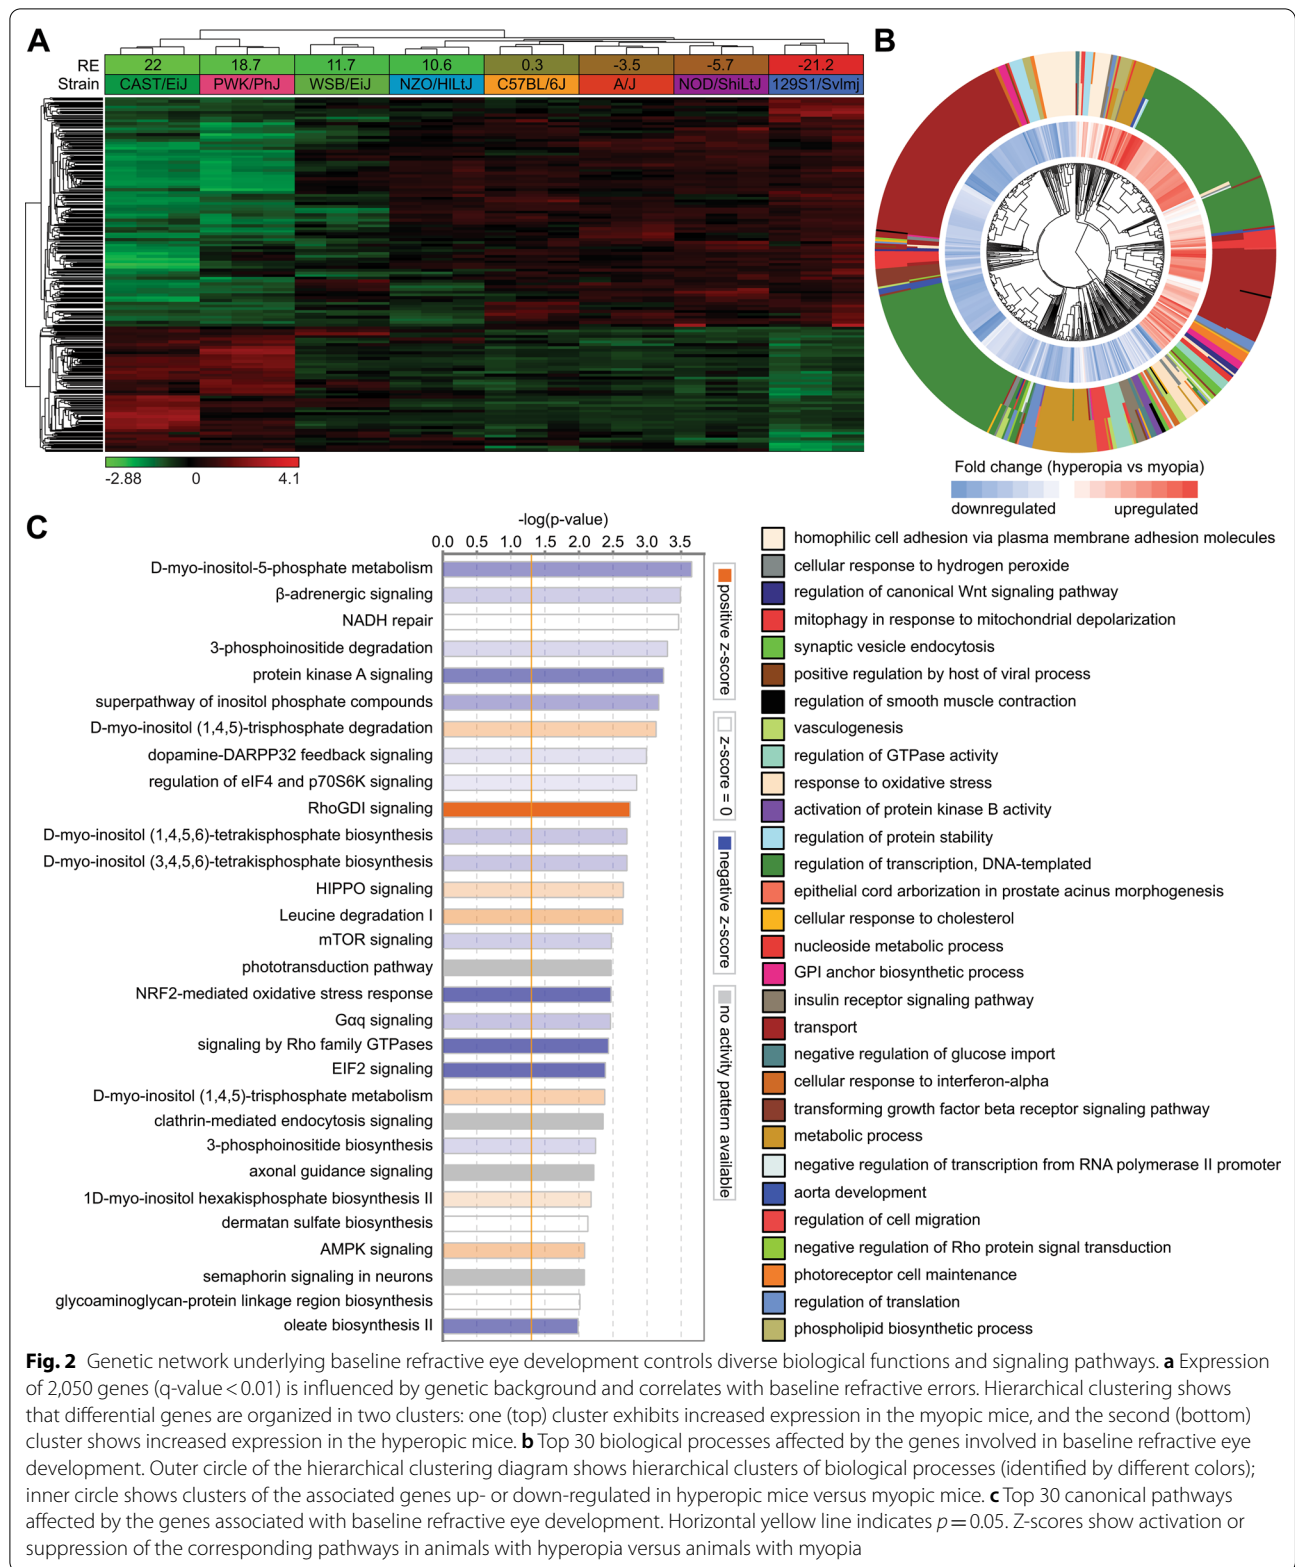 A
B
RE 22 18.7 11.7 10.6 0.3 -3.5 -5.7 -21.2
Strain CAST/EiJ PWK/PhJ WSB/EiJ NZO/HILtJ C57BL/6J A/J NOD/ShiLtJ 129S1/Svlmj
-2.88 0 4.1
Fold change (hyperopia vs myopia)
downregulated upregulated
C
-log(p-value)
0.0 0.5 1.0 1.5 2.0 2.5 3.0 3.5
D-myo-inositol-5-phosphate metabolism
β-adrenergic signaling
NADH repair
3-phosphoinositide degradation
protein kinase A signaling
superpathway of inositol phosphate compounds
D-myo-inositol (1,4,5)-trisphosphate degradation
dopamine-DARPP32 feedback signaling
regulation of eIF4 and p70S6K signaling
RhoGDI signaling
D-myo-inositol (1,4,5,6)-tetrakisphosphate biosynthesis
D-myo-inositol (3,4,5,6)-tetrakisphosphate biosynthesis
HIPPO signaling
Leucine degradation I
mTOR signaling
phototransduction pathway
NRF2-mediated oxidative stress response
Gαq signaling
signaling by Rho family GTPases
EIF2 signaling
D-myo-inositol (1,4,5)-trisphosphate metabolism
clathrin-mediated endocytosis signaling
3-phosphoinositide biosynthesis
axonal guidance signaling
1D-myo-inositol hexakisphosphate biosynthesis II
dermatan sulfate biosynthesis
AMPK signaling
semaphorin signaling in neurons
glycoaminoglycan-protein linkage region biosynthesis
oleate biosynthesis II
positive z-score
z-score = 0
negative z-score
no activity pattern available
homophilic cell adhesion via plasma membrane adhesion molecules
cellular response to hydrogen peroxide
regulation of canonical Wnt signaling pathway
mitophagy in response to mitochondrial depolarization
synaptic vesicle endocytosis
positive regulation by host of viral process
regulation of smooth muscle contraction
vasculogenesis
regulation of GTPase activity
response to oxidative stress
activation of protein kinase B activity
regulation of protein stability
regulation of transcription, DNA-templated
epithelial cord arborization in prostate acinus morphogenesis
cellular response to cholesterol
nucleoside metabolic process
GPI anchor biosynthetic process
insulin receptor signaling pathway
transport
negative regulation of glucose import
cellular response to interferon-alpha
transforming growth factor beta receptor signaling pathway
metabolic process
negative regulation of transcription from RNA polymerase II promoter
aorta development
regulation of cell migration
negative regulation of Rho protein signal transduction
photoreceptor cell maintenance
regulation of translation
phospholipid biosynthetic process
Fig. 2 Genetic network underlying baseline refractive eye development controls diverse biological functions and signaling pathways. a Expression
of 2,050 genes (q-value < 0.01) is influenced by genetic background and correlates with baseline refractive errors. Hierarchical clustering shows
that differential genes are organized in two clusters: one (top) cluster exhibits increased expression in the myopic mice, and the second (bottom)
cluster shows increased expression in the hyperopic mice. b Top 30 biological processes affected by the genes involved in baseline refractive eye
development. Outer circle of the hierarchical clustering diagram shows hierarchical clusters of biological processes (identified by different colors);
inner circle shows clusters of the associated genes up- or down-regulated in hyperopic mice versus myopic mice. c Top 30 canonical pathways
affected by the genes associated with baseline refractive eye development. Horizontal yellow line indicates p = 0.05. Z-scores show activation or
suppression of the corresponding pathways in animals with hyperopia versus animals with myopia